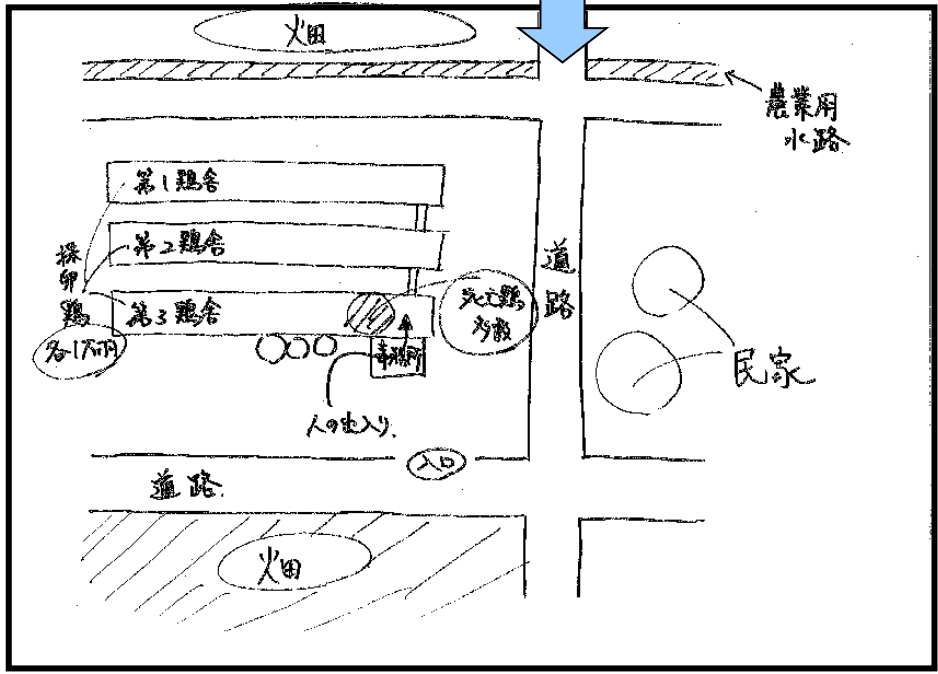 畑
農業用
水路
第1鶏舎
第2鶏舎
採卵鶏
第3鶏舎
各1万羽
死亡鶏
多数
事務所
道路
民家
人の出入り.
入口
道路.
畑